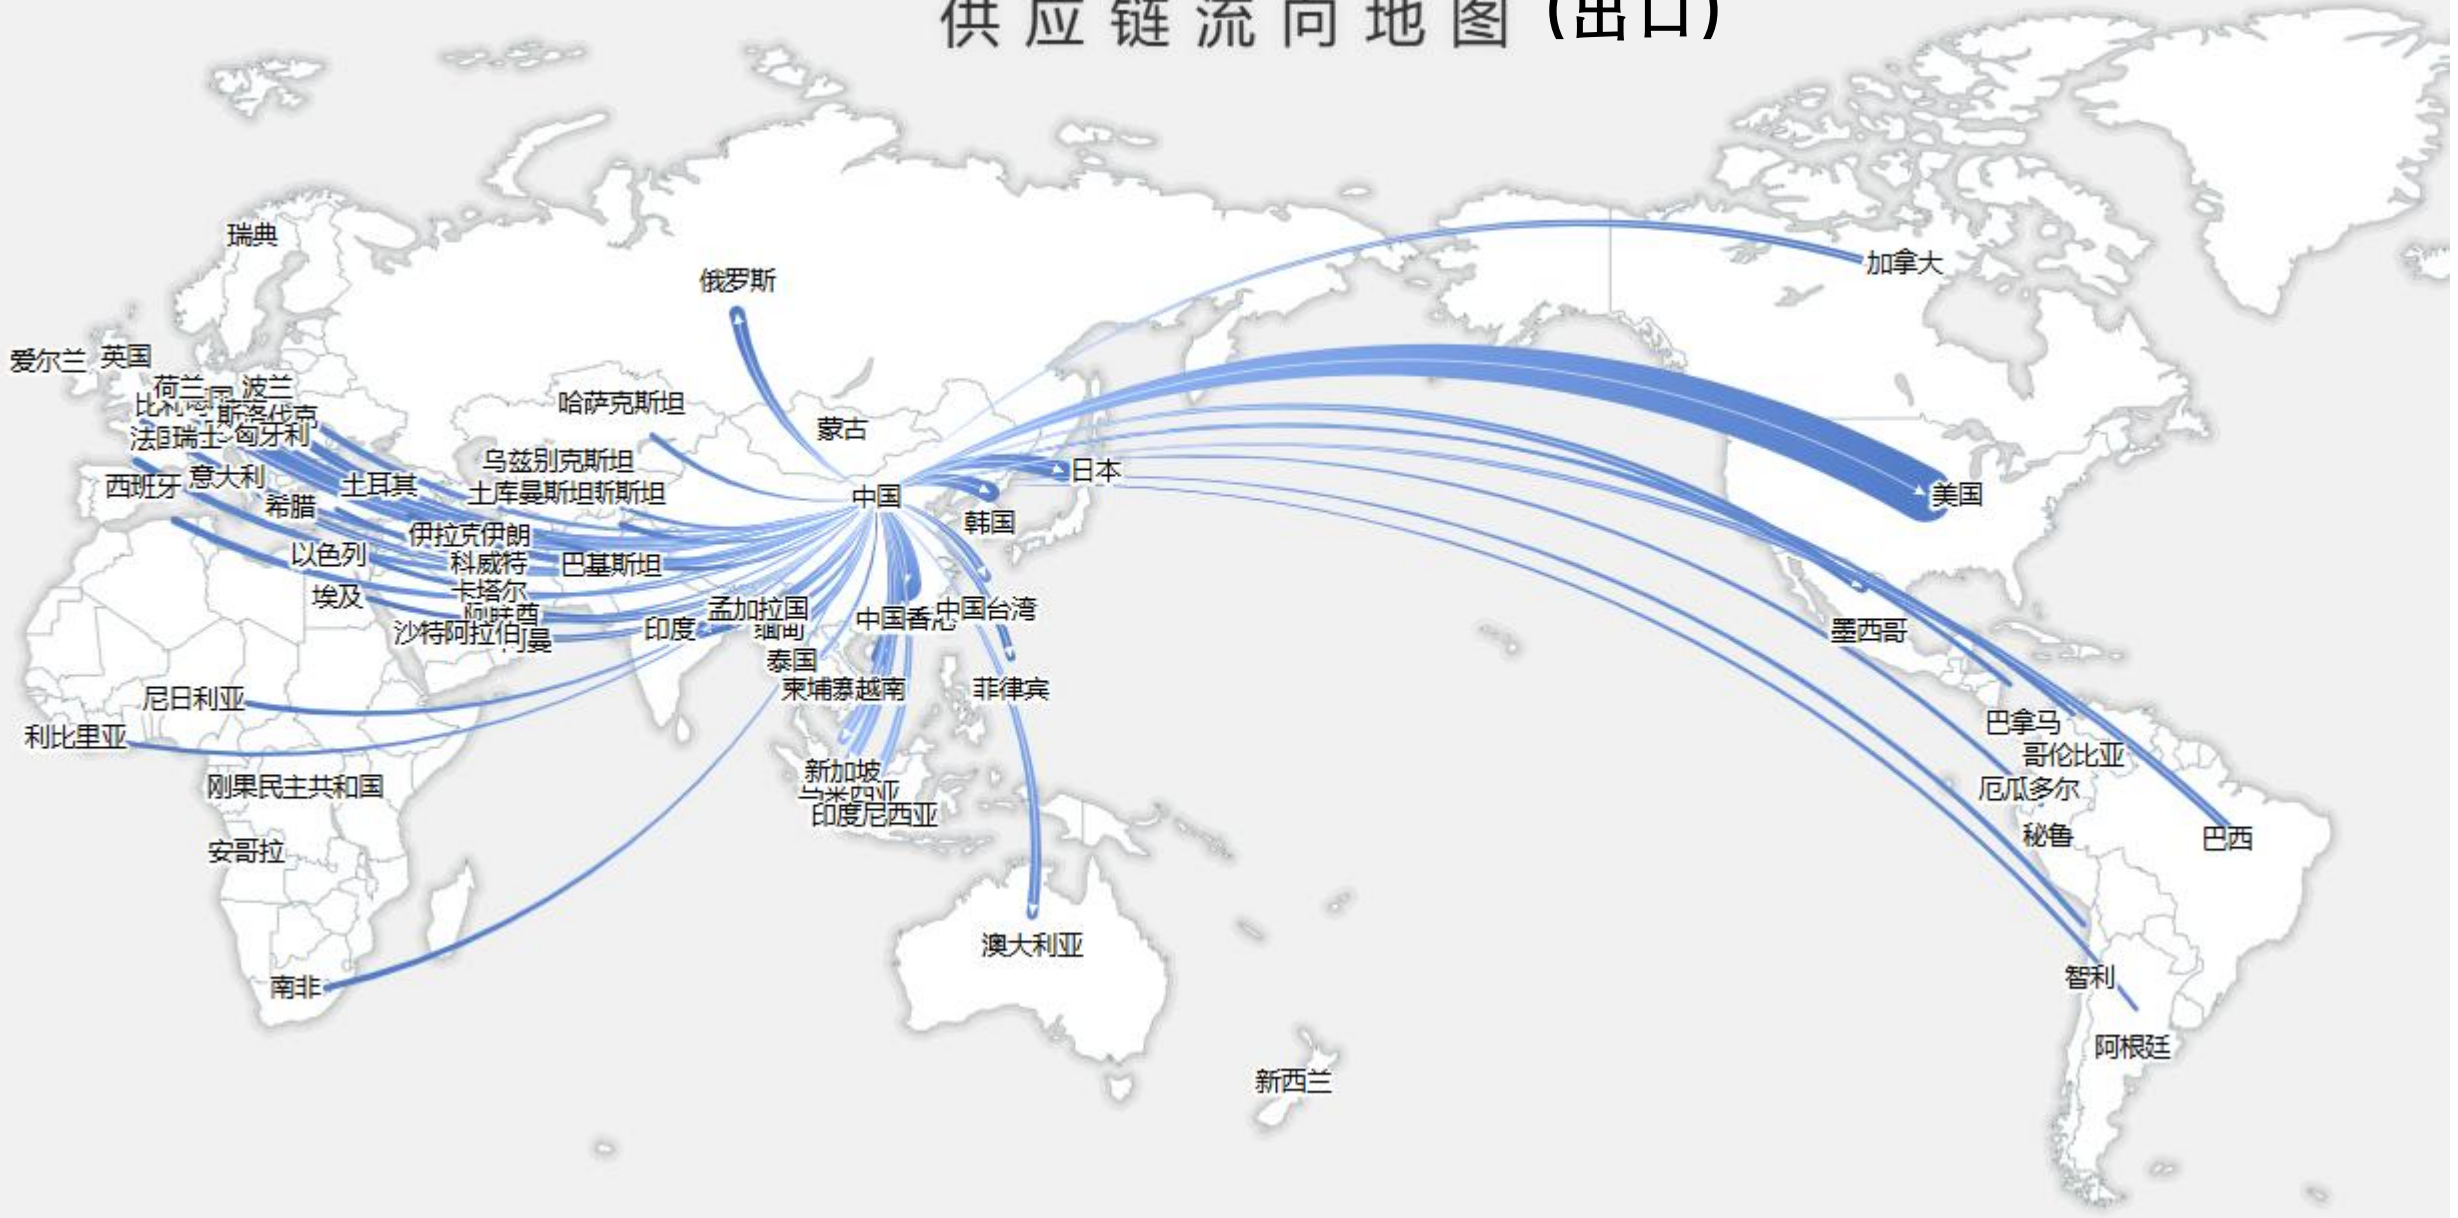 供应链流向地图(出口)
瑞典
加拿大
俄罗斯
爱尔兰
英国
荷兰
波兰
斯洛伐克
哈萨克斯坦
蒙古
瑞士
匈牙利
乌兹别克斯坦
日本
西班牙
意大利
土耳其
土库曼斯坦
中国
美国
希腊
韩国
伊拉克
伊朗
以色列
科威特
巴基斯坦
卡塔尔
埃及
孟加拉国
中国香港
中国台湾
沙特阿拉伯
印度
缅甸
墨西哥
泰国
柬埔寨
越南
菲律宾
尼日利亚
巴拿马
利比里亚
哥伦比亚
新加坡
刚果民主共和国
厄瓜多尔
印度尼西亚
秘鲁
巴西
安哥拉
澳大利亚
智利
南非
阿根廷
新西兰